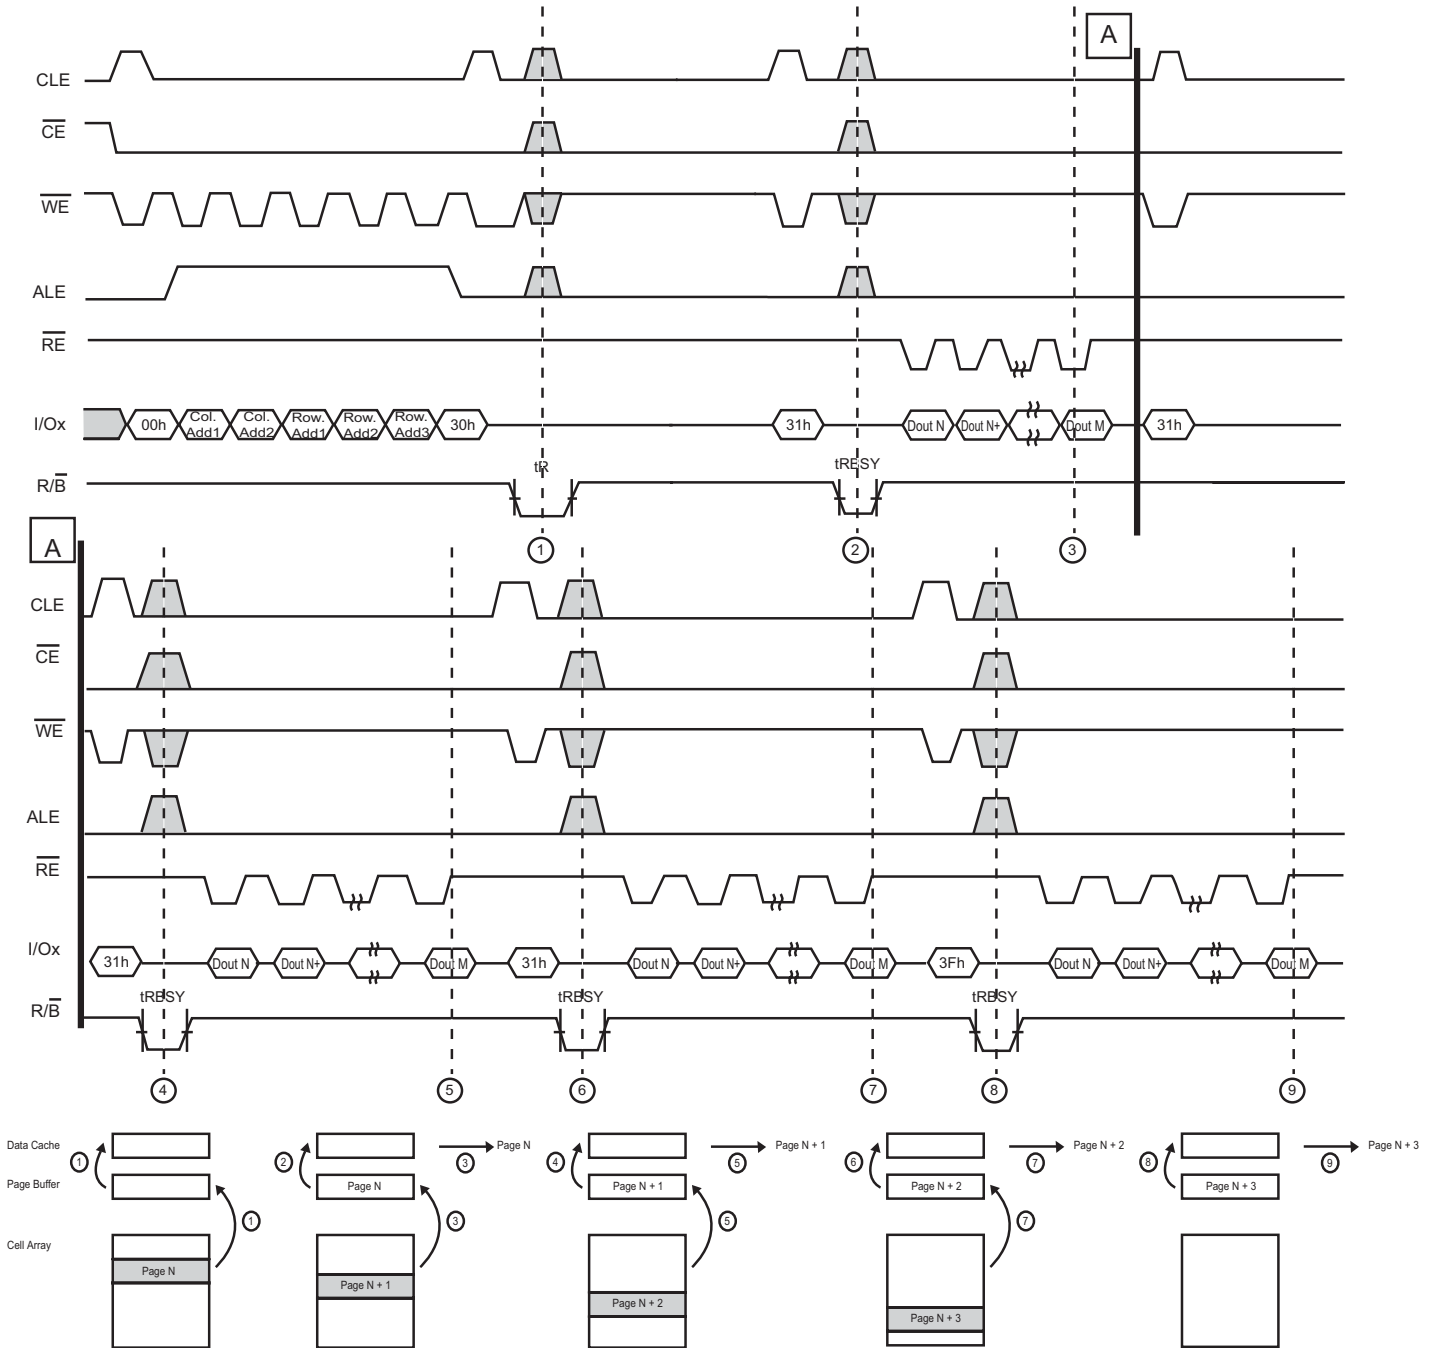 A
CLE
CE
WE
ALE
RE
I/Ox 00h Col. Add1 Col. Add2 Row. Add1 Row. Add2 Row. Add3 30h 31h Dout N Dout N+ Dout M 31h
tR tRBSY
R/B
1 2 3
A
CLE
CE
WE
ALE
RE
I/Ox 31h Dout N Dout N+ Dout M 31h Dout N Dout N+ Dout M 3Fh Dout N Dout N+ Dout M
tRBSY tRBSY tRBSY
R/B
4 5 6 7 8 9
Data Cache 1 2 3 Page N 4 5 Page N + 1 6 7 Page N + 2 8 9 Page N + 3
Page Buffer Page N Page N + 1 Page N + 2 Page N + 3
1 3 5 7
Cell Array
Page N
Page N + 1
Page N + 2
Page N + 3